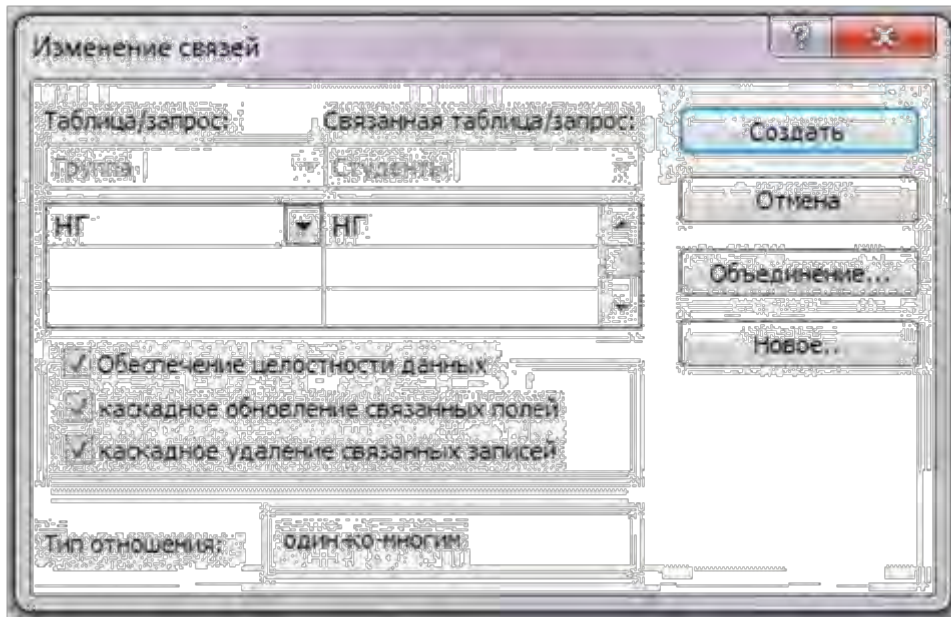 Изменение связей
Таблица/запрос: Связанная таблица/запрос:
Группа Студенты
НГ НГ
Обеспечение целостности данных
каскадное обновление связанных полей
каскадное удаление связанных записей
Тип отношения: один-ко-многим
Создать
Отмена
Объединение...
Новое..